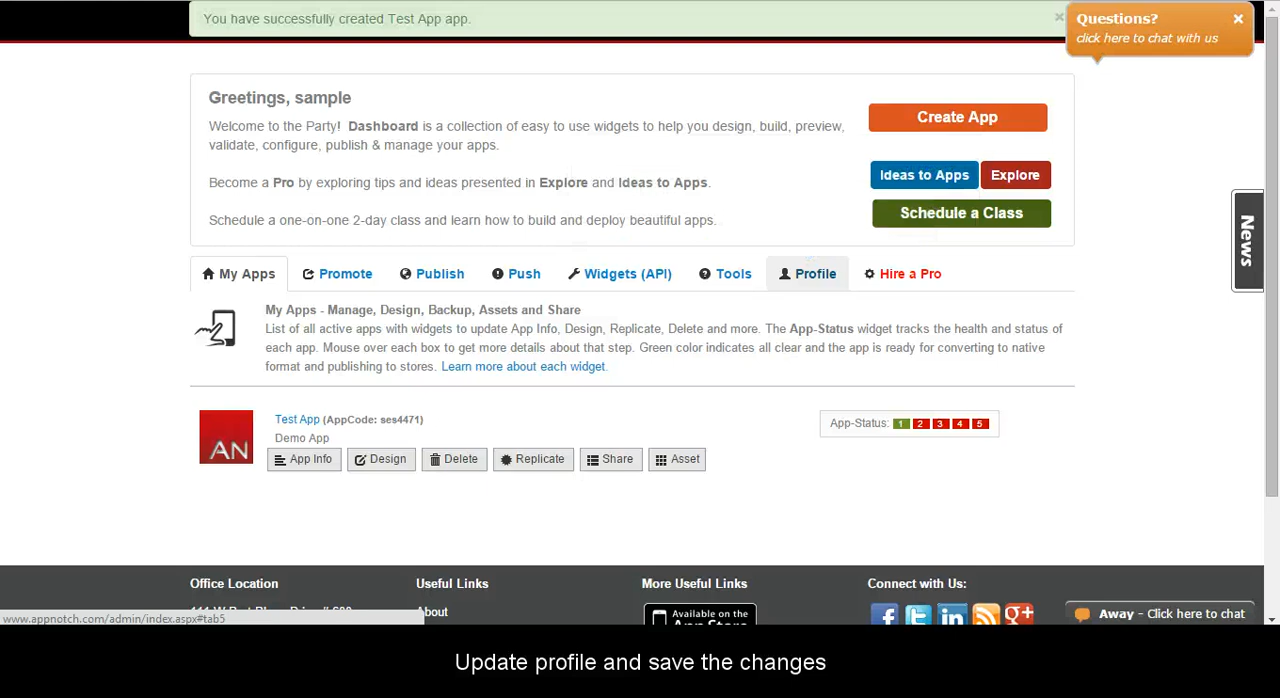 You have successfully created Test App app.
×
Questions?
click here to chat with us
Greetings, sample
Welcome to the Party! Dashboard is a collection of easy to use widgets to help you design, build, preview,
validate, configure, publish & manage your apps.
Become a Pro by exploring tips and ideas presented in Explore and Ideas to Apps.
Schedule a one-on-one 2-day class and learn how to build and deploy beautiful apps.
Create App
Ideas to Apps Explore
Schedule a Class
News
My Apps Promote Publish Push Widgets (API) Tools Profile Hire a Pro
My Apps - Manage, Design, Backup, Assets and Share
List of all active apps with widgets to update App Info, Design, Replicate, Delete and more. The App-Status widget tracks the health and status of
each app. Mouse over each box to get more details about that step. Green color indicates all clear and the app is ready for converting to native
format and publishing to stores. Learn more about each widget.
AN
Test App (AppCode: ses4471)
Demo App
App Info Design Delete Replicate Share Asset
App-Status: 1 2 3 4 5
Office Location Useful Links More Useful Links Connect with Us:
About
Available on the
App Store
www.appnotch.com/admin/index.aspx#tab5
Away - Click here to chat
Update profile and save the changes